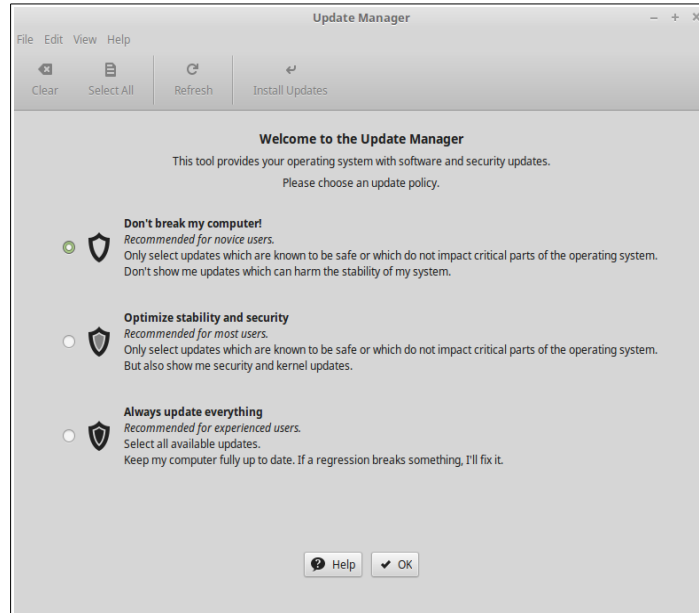 Update Manager
File Edit View Help
Clear Select All Refresh Install Updates
Welcome to the Update Manager
This tool provides your operating system with software and security updates.
Please choose an update policy.
Don't break my computer!
Recommended for novice users.
Only select updates which are known to be safe or which do not impact critical parts of the operating system.
Don't show me updates which can harm the stability of my system.
Optimize stability and security
Recommended for most users.
Only select updates which are known to be safe or which do not impact critical parts of the operating system.
But also show me security and kernel updates.
Always update everything
Recommended for experienced users.
Select all available updates.
Keep my computer fully up to date. If a regression breaks something, I'll fix it.
Help OK